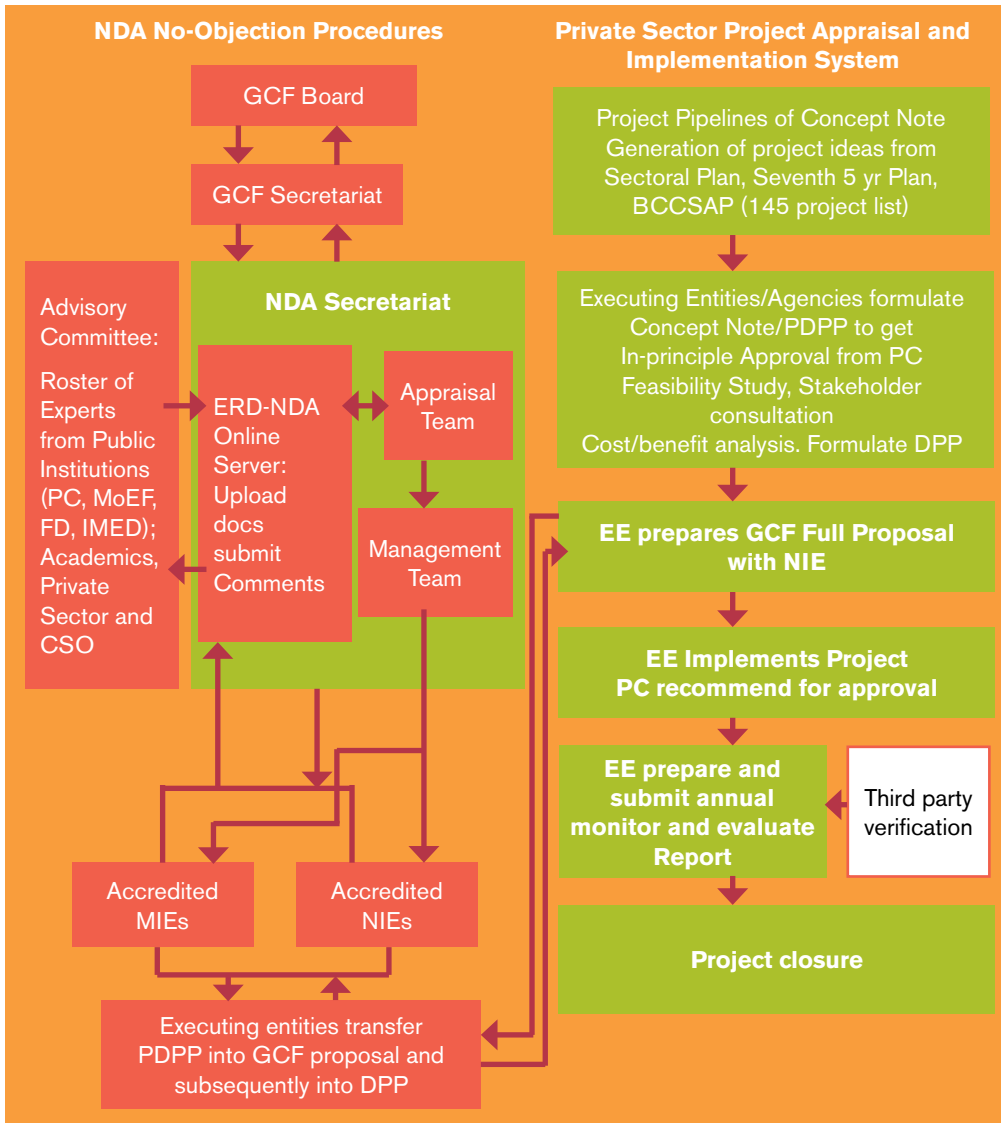 NDA No-Objection Procedures
GCF Board
GCF Secretariat
Advisory
Committee:
Roster of
Experts
from Public
Institutions
(PC, MoEF,
FD, IMED);
Academics,
Private
Sector and
CSO
NDA Secretariat
ERD-NDA
Online
Server:
Upload
docs
submit
Comments
Appraisal
Team
Management
Team
Accredited
MIEs
Accredited
NIEs
Executing entities transfer
PDPP into GCF proposal and
subsequently into DPP
Private Sector Project Appraisal and
Implementation System
Project Pipelines of Concept Note
Generation of project ideas from
Sectoral Plan, Seventh 5 yr Plan,
BCCSAP (145 project list)
Executing Entities/Agencies formulate
Concept Note/PDPP to get
In-principle Approval from PC
Feasibility Study, Stakeholder
consultation
Cost/benefit analysis. Formulate DPP
EE prepares GCF Full Proposal
with NIE
EE Implements Project
PC recommend for approval
EE prepare and
submit annual
monitor and evaluate
Report
Third party
verification
Project closure